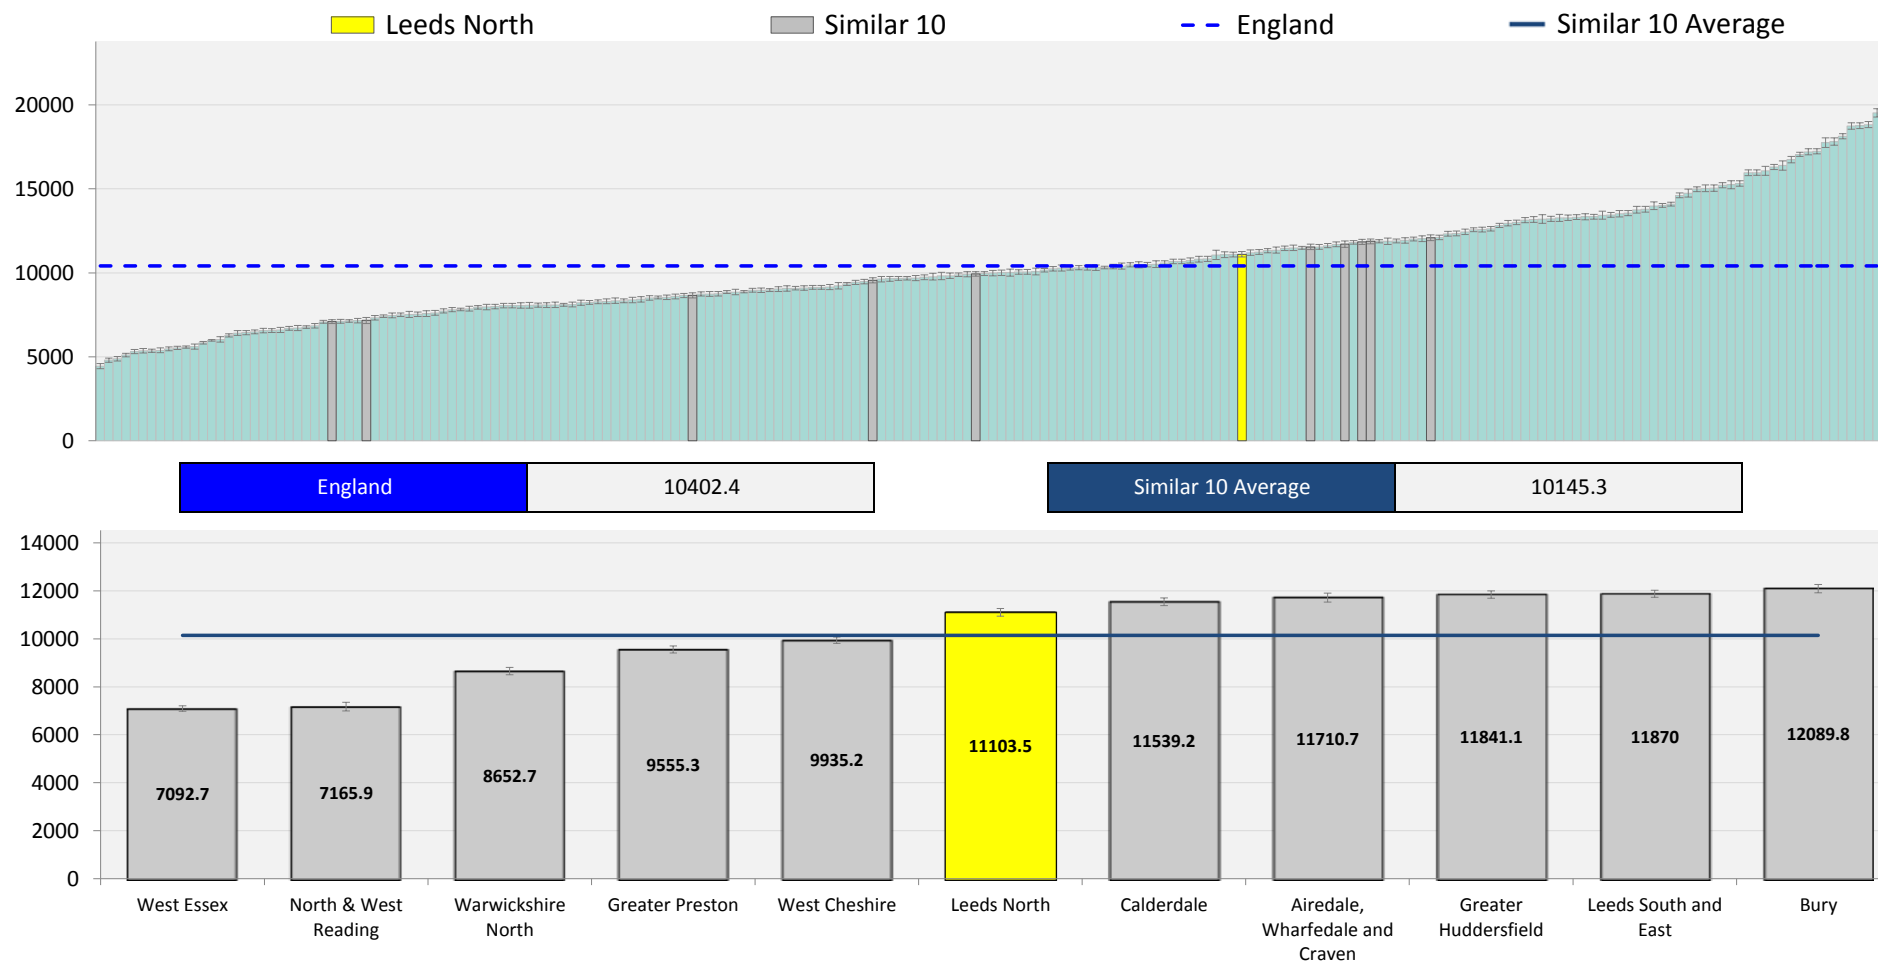 Leeds North
Similar 10
England
Similar 10 Average
20000
15000
10000
5000
0
England
10402.4
Similar 10 Average
10145.3
14000
12000
10000
8000
6000
4000
2000
0
7092.7
7165.9
8652.7
9555.3
9935.2
11103.5
11539.2
11710.7
11841.1
11870
12089.8
West Essex
North & West
Reading
Warwickshire
North
Greater Preston
West Cheshire
Leeds North
Calderdale
Airedale,
Wharfedale and
Craven
Greater
Huddersfield
Leeds South and
East
Bury